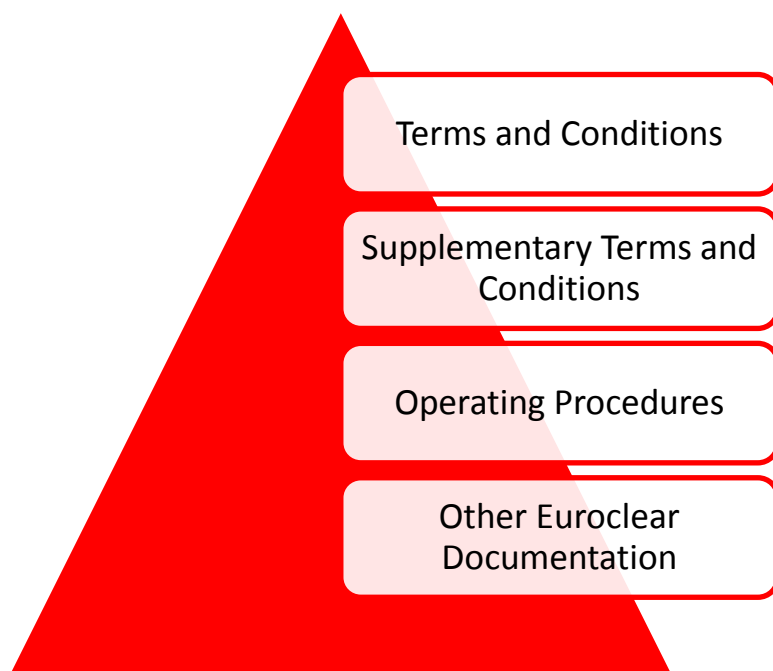 Terms and Conditions
Supplementary Terms and
Conditions
Operating Procedures
Other Euroclear
Documentation